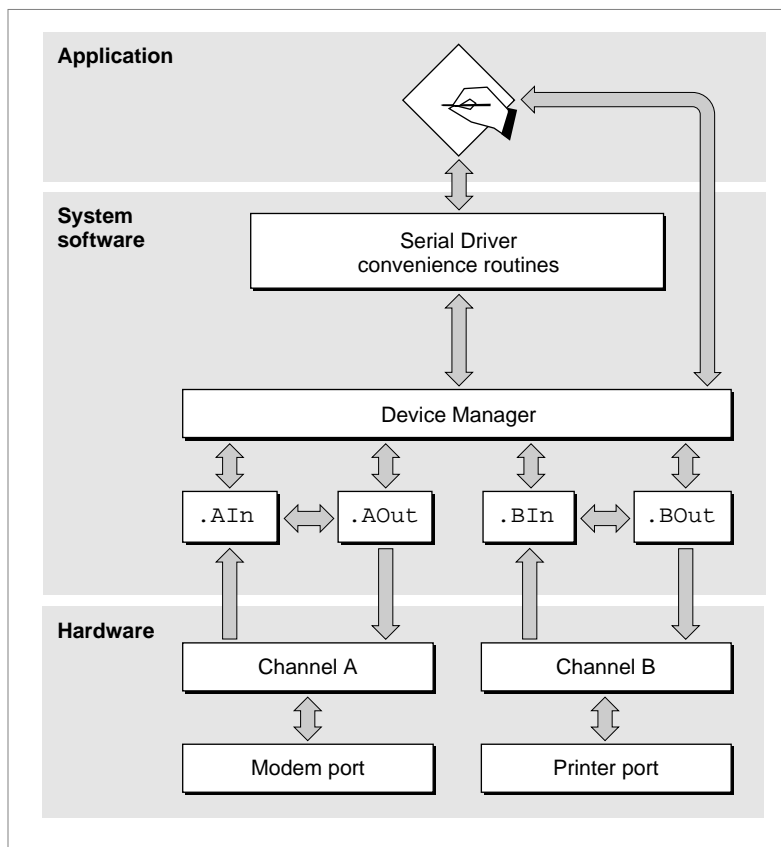 Application
System
software
Serial Driver
convenience routines
Device Manager
.AIn
.AOut
.BIn
.BOut
Hardware
Channel A
Channel B
Modem port
Printer port